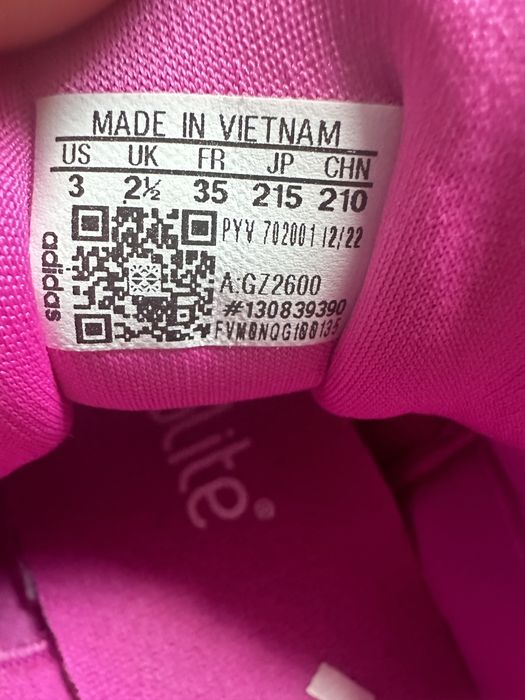 MADE IN VIETNAM
US UK FR JP CHN
3 2½ 35 215 210
PYV 702001 12/22
A:GZ2600
#130839390
adidas
lite®